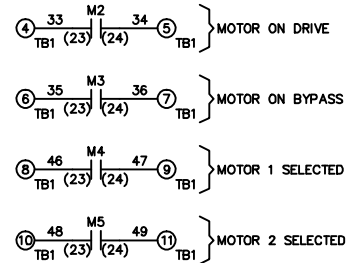 M2
4 33 34 5 MOTOR ON DRIVE
TB1 (23) (24) TB1
M3
6 35 36 7 MOTOR ON BYPASS
TB1 (23) (24) TB1
M4
8 46 47 9 MOTOR 1 SELECTED
TB1 (23) (24) TB1
M5
10 48 49 11 MOTOR 2 SELECTED
TB1 (23) (24) TB1